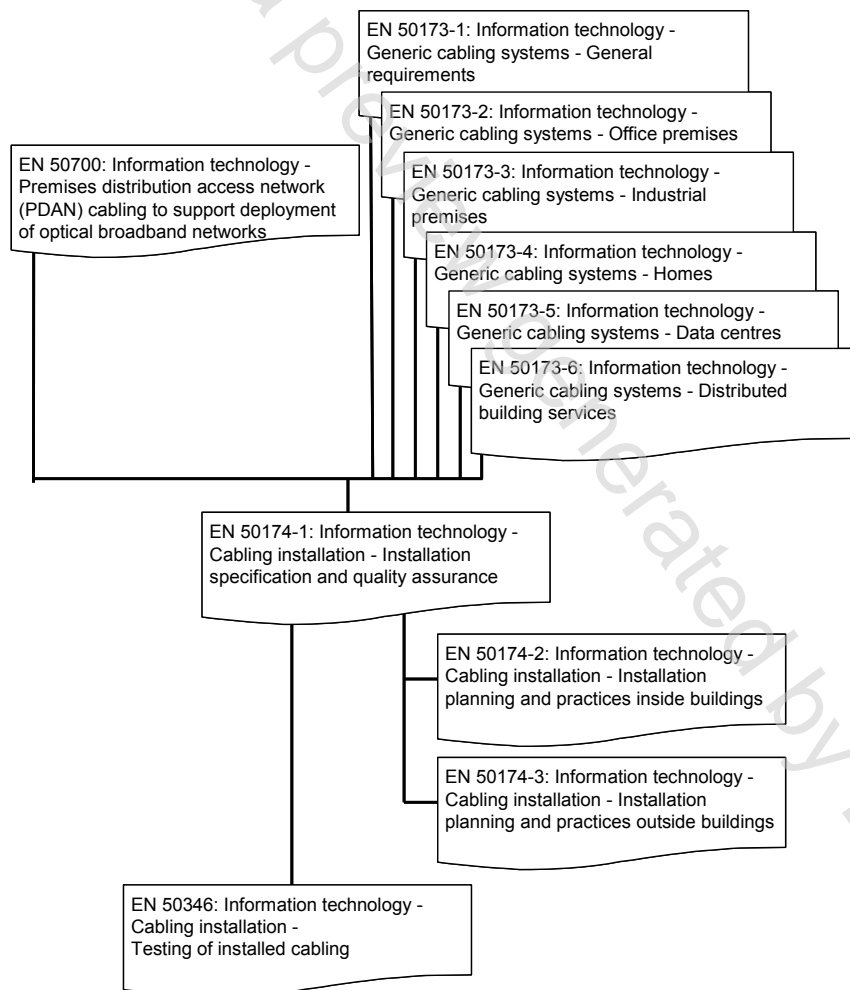 EN 50173-1: Information technology -
Generic cabling systems - General
requirements
EN 50173-2: Information technology -
Generic cabling systems - Office premises
EN 50700: Information technology -
Premises distribution access network
(PDAN) cabling to support deployment
of optical broadband networks
EN 50173-3: Information technology -
Generic cabling systems - Industrial
premises
EN 50173-4: Information technology -
Generic cabling systems - Homes
EN 50173-5: Information technology -
Generic cabling systems - Data centres
EN 50173-6: Information technology -
Generic cabling systems - Distributed
building services
EN 50174-1: Information technology -
Cabling installation - Installation
specification and quality assurance
EN 50174-2: Information technology -
Cabling installation - Installation
planning and practices inside buildings
EN 50174-3: Information technology -
Cabling installation - Installation
planning and practices outside buildings
EN 50346: Information technology -
Cabling installation -
Testing of installed cabling
a preview generated by